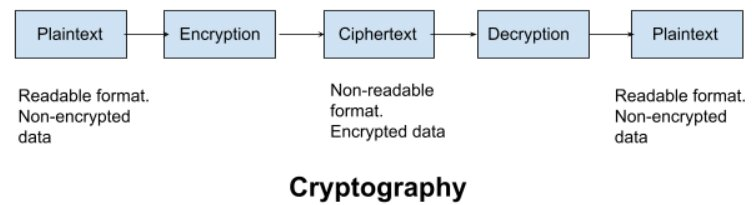 Plaintext
Encryption
Ciphertext
Decryption
Plaintext
Readable format.
Non-encrypted
data
Non-readable
format.
Encrypted data
Readable format.
Non-encrypted
data
Cryptography